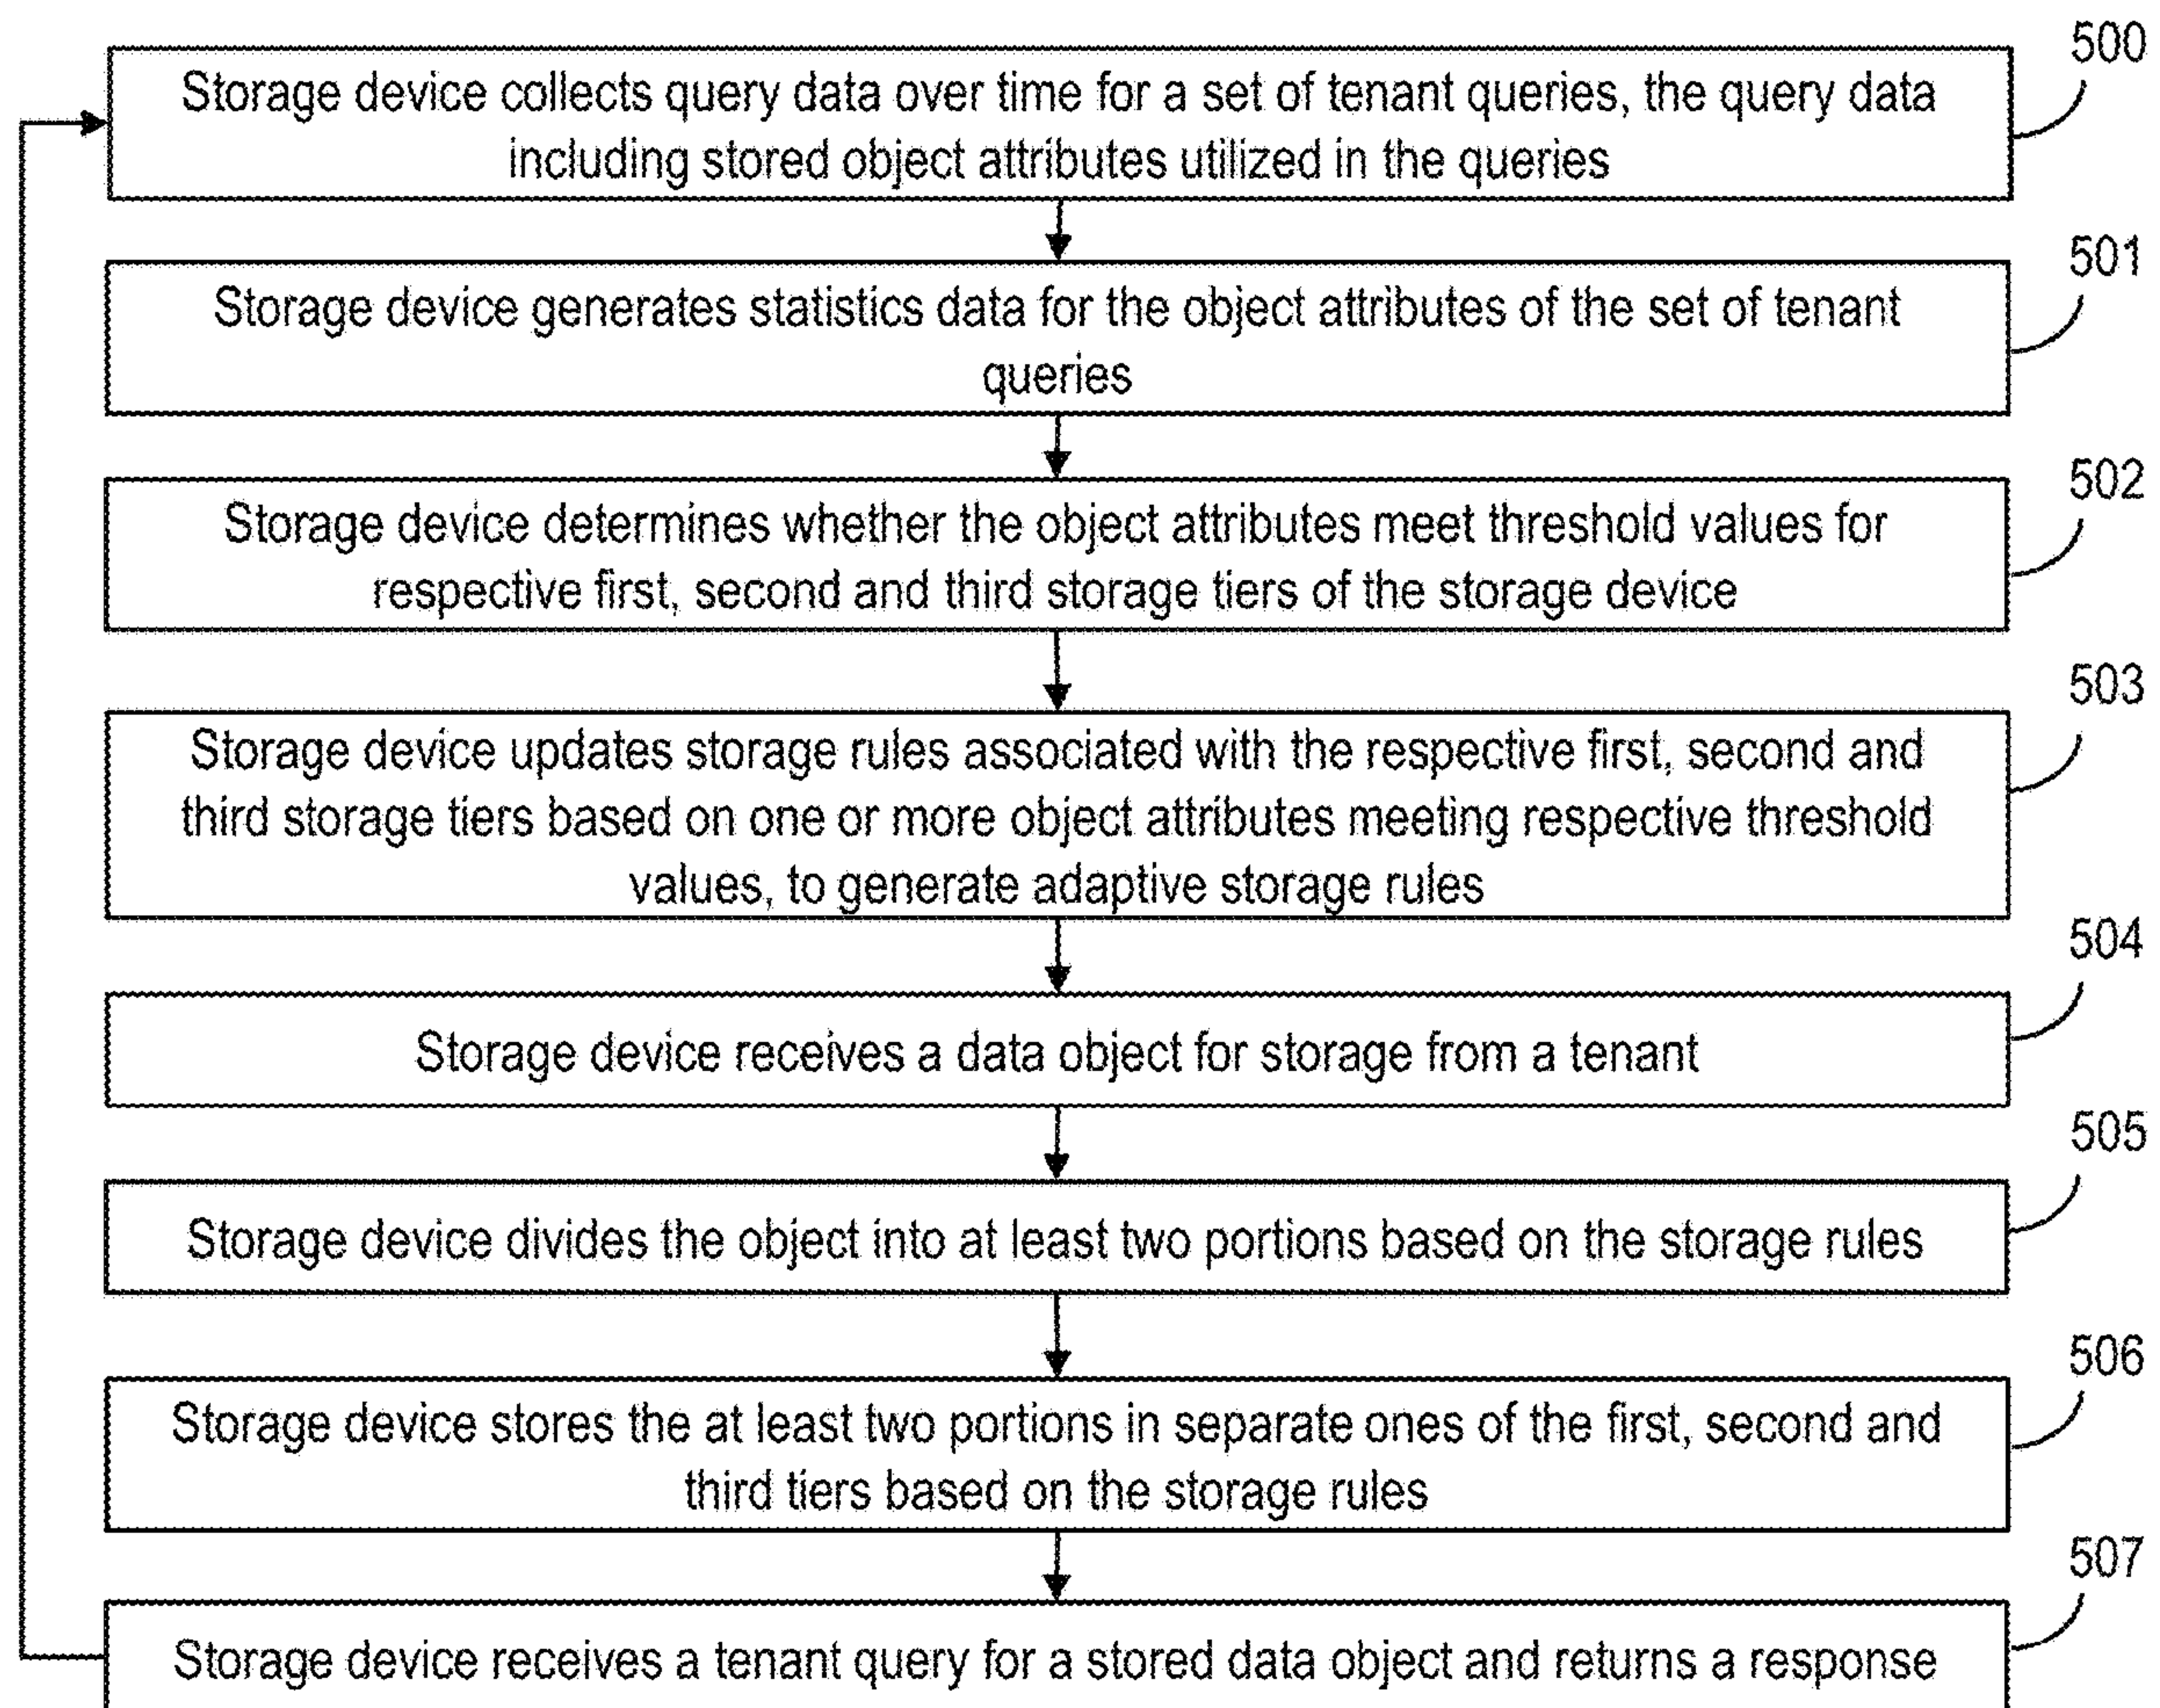 500
Storage device collects query data over time for a set of tenant queries, the query data
including stored object attributes utilized in the queries
501
Storage device generates statistics data for the object attributes of the set of tenant
queries
502
Storage device determines whether the object attributes meet threshold values for
respective first, second and third storage tiers of the storage device
503
Storage device updates storage rules associated with the respective first, second and
third storage tiers based on one or more object attributes meeting respective threshold
values, to generate adaptive storage rules
504
Storage device receives a data object for storage from a tenant
505
Storage device divides the object into at least two portions based on the storage rules
506
Storage device stores the at least two portions in separate ones of the first, second and
third tiers based on the storage rules
507
Storage device receives a tenant query for a stored data object and returns a response